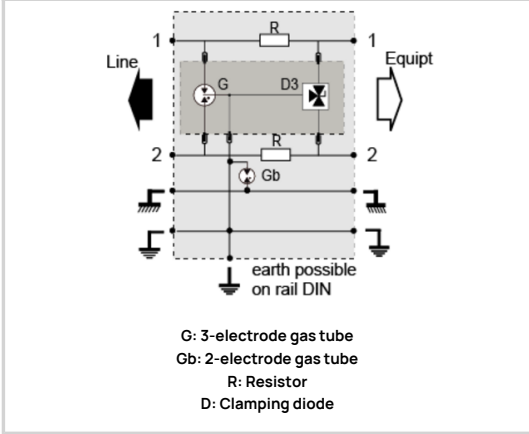 R
1
1
Line
Equipt
G
D3
R
2
2
Gb
earth possible
on rail DIN
G: 3-electrode gas tube
Gb: 2-electrode gas tube
R: Resistor
D: Clamping diode